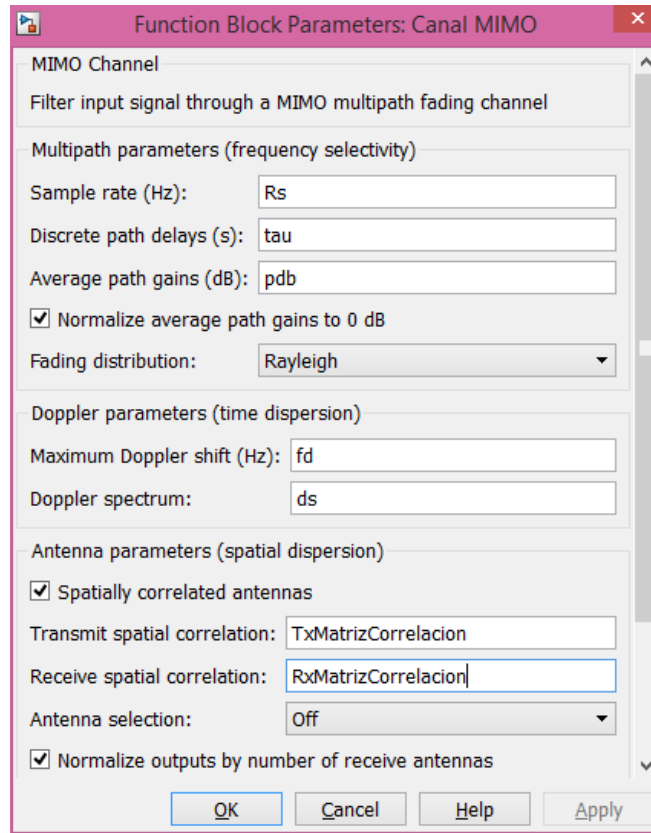 Function Block Parameters: Canal MIMO
MIMO Channel
Filter input signal through a MIMO multipath fading channel
Multipath parameters (frequency selectivity)
Sample rate (Hz): Rs
Discrete path delays (s): tau
Average path gains (dB): pdb
Normalize average path gains to 0 dB
Fading distribution: Rayleigh
Doppler parameters (time dispersion)
Maximum Doppler shift (Hz): fd
Doppler spectrum: ds
Antenna parameters (spatial dispersion)
Spatially correlated antennas
Transmit spatial correlation: TxMatrizCorrelacion
Receive spatial correlation: RxMatrizCorrelacion
Antenna selection: Off
Normalize outputs by number of receive antennas
OK Cancel Help Apply